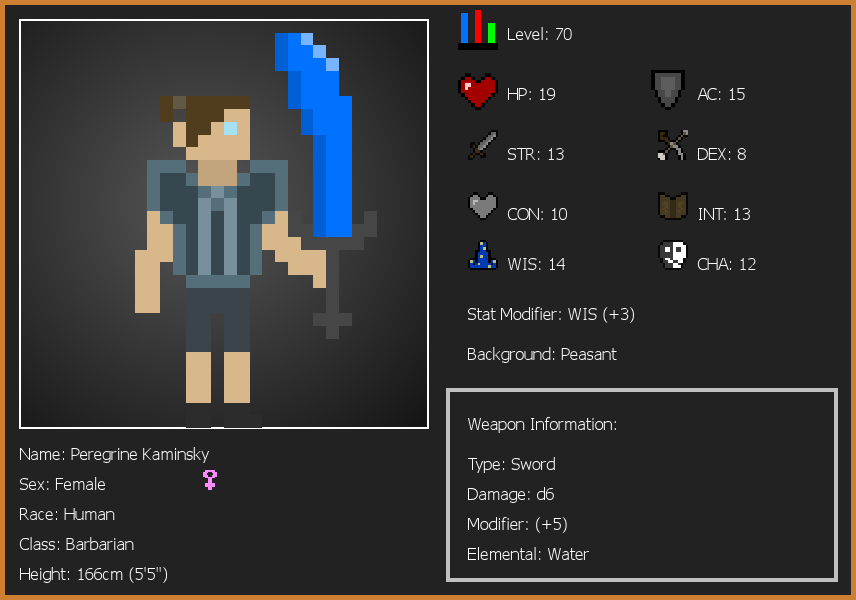 Level: 70
HP: 19
AC: 15
STR: 13
DEX: 8
CON: 10
INT: 13
WIS: 14
CHA: 12
Stat Modifier: WIS (+3)
Background: Peasant
Weapon Information:
Type: Sword
Damage: d6
Modifier: (+5)
Elemental: Water
Name: Peregrine Kaminsky
Sex: Female
Race: Human
Class: Barbarian
Height: 166cm (5'5")